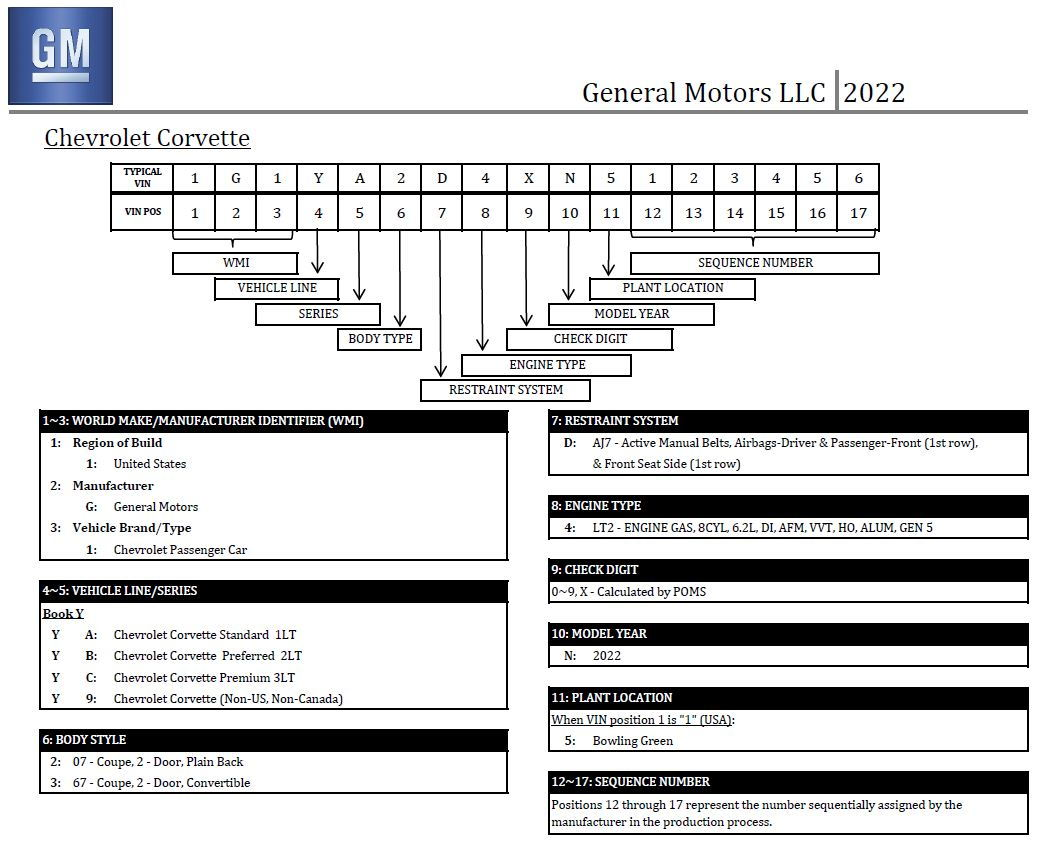 GM
General Motors LLC 2022
Chevrolet Corvette
TYPICAL VIN 1 G 1 Y A 2 D 4 X N 5 1 2 3 4 5 6
VIN POS 1 2 3 4 5 6 7 8 9 10 11 12 13 14 15 16 17
WMI
SEQUENCE NUMBER
VEHICLE LINE
PLANT LOCATION
SERIES
MODEL YEAR
BODY TYPE
CHECK DIGIT
ENGINE TYPE
RESTRAINT SYSTEM
1~3: WORLD MAKE/MANUFACTURER IDENTIFIER (WMI)
1: Region of Build
1: United States
2: Manufacturer
G: General Motors
3: Vehicle Brand/Type
1: Chevrolet Passenger Car
4~5: VEHICLE LINE/SERIES
Book Y
Y A: Chevrolet Corvette Standard 1LT
Y B: Chevrolet Corvette Preferred 2LT
Y C: Chevrolet Corvette Premium 3LT
Y 9: Chevrolet Corvette (Non-US, Non-Canada)
6: BODY STYLE
2: 07 - Coupe, 2 - Door, Plain Back
3: 67 - Coupe, 2 - Door, Convertible
7: RESTRAINT SYSTEM
D: AJ7 - Active Manual Belts, Airbags-Driver & Passenger-Front (1st row),
& Front Seat Side (1st row)
8: ENGINE TYPE
4: LT2 - ENGINE GAS, 8CYL, 6.2L, DI, AFM, VVT, HO, ALUM, GEN 5
9: CHECK DIGIT
0~9, X - Calculated by POMS
10: MODEL YEAR
N: 2022
11: PLANT LOCATION
When VIN position 1 is "1" (USA):
5: Bowling Green
12~17: SEQUENCE NUMBER
Positions 12 through 17 represent the number sequentially assigned by the
manufacturer in the production process.